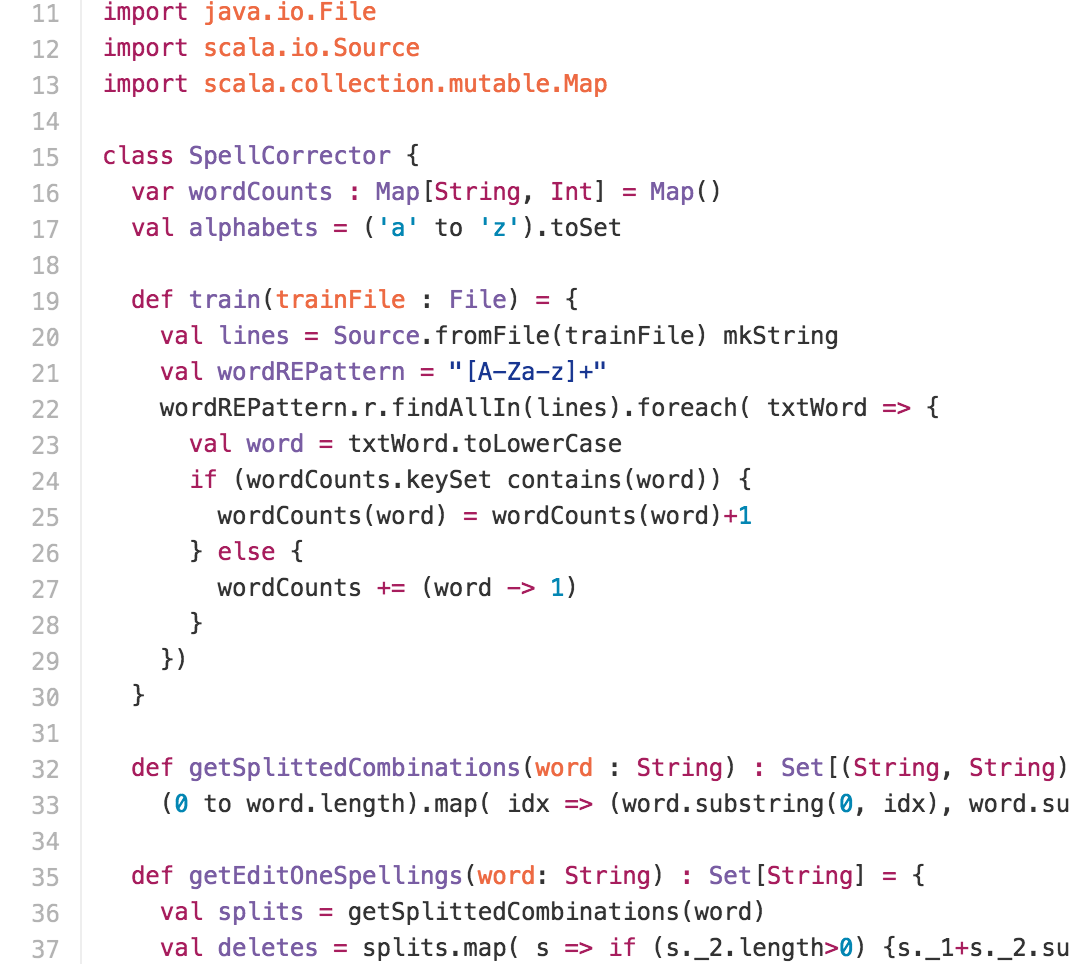 11 import java.io.File
12 import scala.io.Source
13 import scala.collection.mutable.Map
14
15 class SpellCorrector {
16   var wordCounts : Map[String, Int] = Map()
17   val alphabets = ('a' to 'z').toSet
18
19   def train(trainFile : File) = {
20     val lines = Source.fromFile(trainFile) mkString
21     val wordREPattern = "[A-Za-z]+"
22     wordREPattern.r.findAllIn(lines).foreach( txtWord => {
23       val word = txtWord.toLowerCase
24       if (wordCounts.keySet contains(word)) {
25         wordCounts(word) = wordCounts(word)+1
26       } else {
27         wordCounts += (word -> 1)
28       }
29     })
30   }
31
32   def getSplittedCombinations(word : String) : Set[(String, String)
33     (0 to word.length).map( idx => (word.substring(0, idx), word.su
34
35   def getEditOneSpellings(word: String) : Set[String] = {
36     val splits = getSplittedCombinations(word)
37     val deletes = splits.map( s => if (s._2.length>0) {s._1+s._2.su